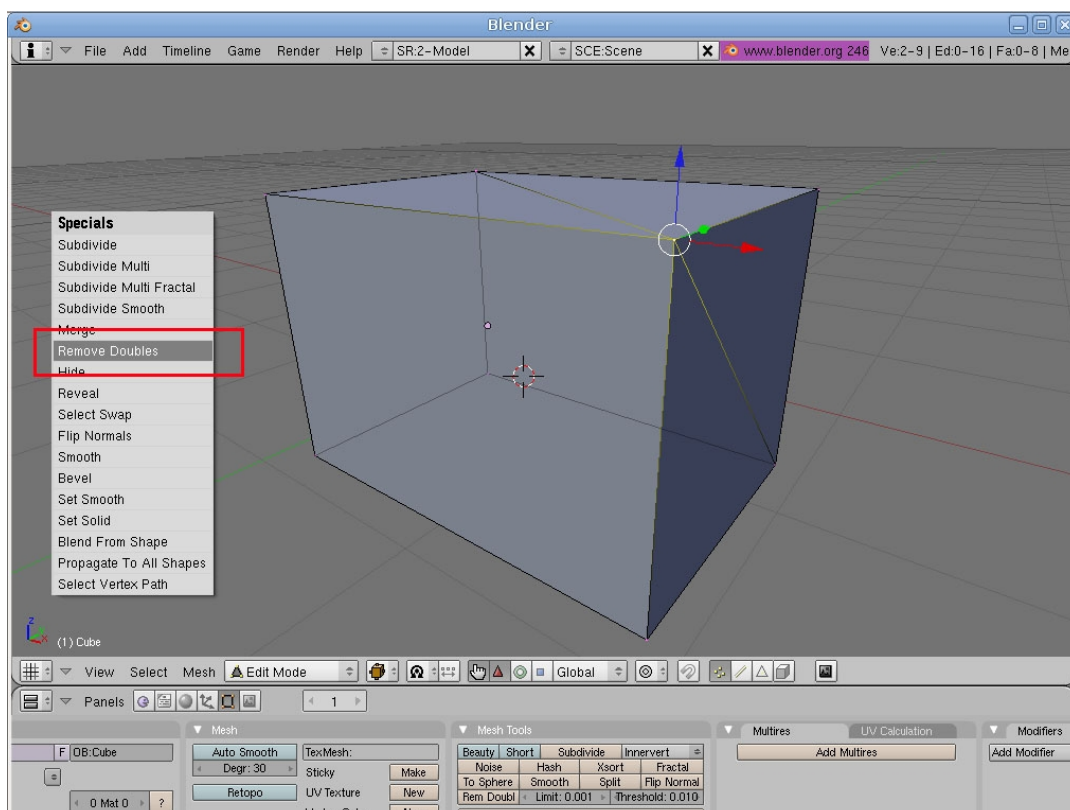 Blender
File Add Timeline Game Render Help SR:2-Model SCE:Scene www.blender.org 246 Ve:2-9 | Ed:0-16 | Fa:0-8 | Me
Specials
Subdivide
Subdivide Multi
Subdivide Multi Fractal
Subdivide Smooth
Merge
Remove Doubles
Hide
Reveal
Select Swap
Flip Normals
Smooth
Bevel
Set Smooth
Set Solid
Blend From Shape
Propagate To All Shapes
Select Vertex Path
z
x
(1) Cube
View Select Mesh Edit Mode Global
Panels 1
Mesh Mesh Tools Multires UV Calculation Modifiers
F OB:Cube Auto Smooth TexMesh: Beauty Short Subdivide Innervert Add Multires Add Modifier
Degr: 30 Sticky Make Noise Hash Xsort Fractal
To Sphere Smooth Split Flip Normal
0 Mat 0 ? Retopo UV Texture New Rem Doubl Limit: 0.001 Threshold: 0.010